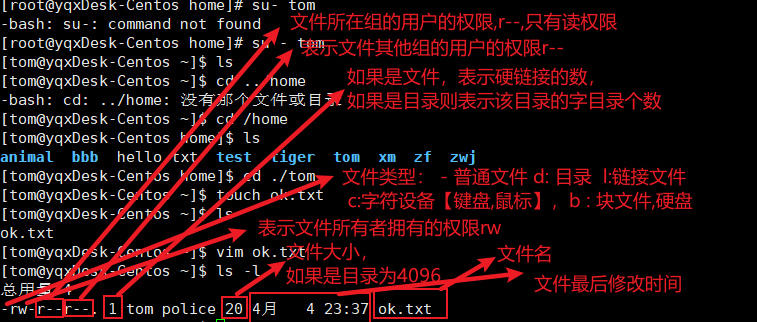 [root@yqxDesk-Centos home]# su- tom
-bash: su-: command not found
文件所在组的用户的权限,r--,只有读权限
[root@yqxDesk-Centos home]# su - tom
表示文件其他组的用户的权限r--
[tom@yqxDesk-Centos ~]$ ls
[tom@yqxDesk-Centos ~]$ cd ../home
如果是文件，表示硬链接的数，
-bash: cd: ../home: 没有那个文件或目录
如果是目录则表示该目录的字目录个数
[tom@yqxDesk-Centos ~]$ cd /home
[tom@yqxDesk-Centos home]$ ls
animal bbb hello.txt test tiger tom xm zf zwj
[tom@yqxDesk-Centos home]$ cd ./tom
文件类型： - 普通文件 d: 目录 l:链接文件
[tom@yqxDesk-Centos ~]$ touch ok.txt
c:字符设备【键盘,鼠标】，b : 块文件,硬盘
[tom@yqxDesk-Centos ~]$ ls
ok.txt
表示文件所有者拥有的权限rw
[tom@yqxDesk-Centos ~]$ vim ok.txt
文件大小，
文件名
[tom@yqxDesk-Centos ~]$ ls -l
如果是目录为4096
文件最后修改时间
总用量 4
-rw-r--r--. 1 tom police 20 4月 4 23:37 ok.txt